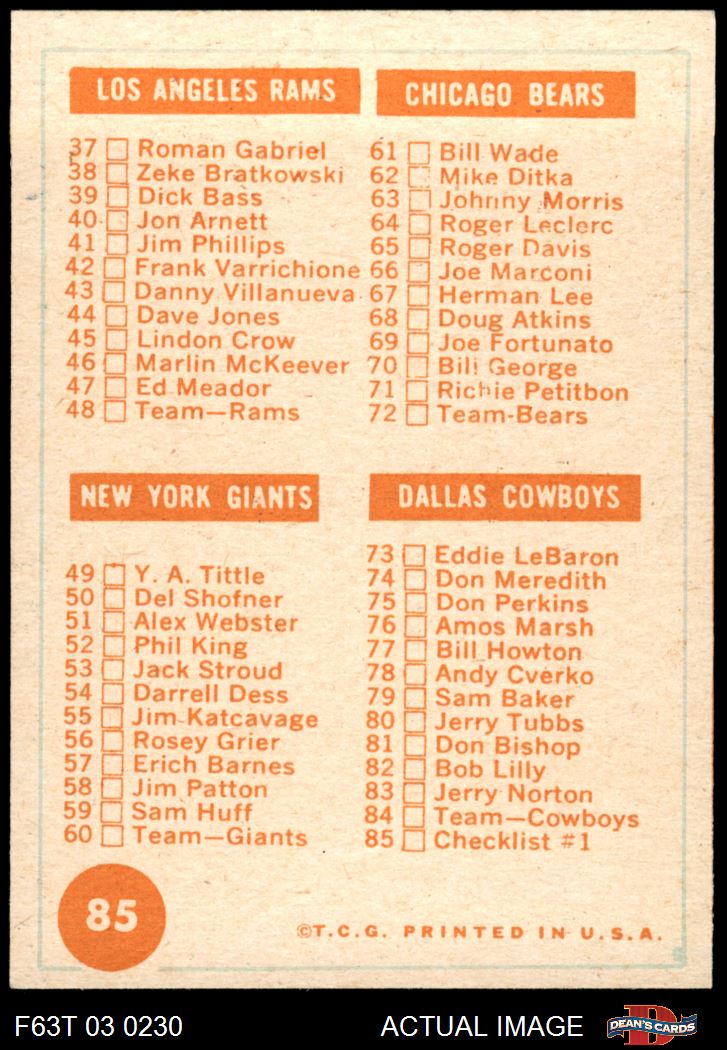 LOS ANGELES RAMS
37 Roman Gabriel
38 Zeke Bratkowski
39 Dick Bass
40 Jon Arnett
41 Jim Phillips
42 Frank Varrichione
43 Danny Villanueva
44 Dave Jones
45 Lindon Crow
46 Marlin McKeever
47 Ed Meador
48 Team—Rams
CHICAGO BEARS
61 Bill Wade
62 Mike Ditka
63 Johnny Morris
64 Roger Leclerc
65 Roger Davis
66 Joe Marconi
67 Herman Lee
68 Doug Atkins
69 Joe Fortunato
70 Bill George
71 Richie Petitbon
72 Team-Bears
NEW YORK GIANTS
49 Y. A. Tittle
50 Del Shofner
51 Alex Webster
52 Phil King
53 Jack Stroud
54 Darrell Dess
55 Jim Katcavage
56 Rosey Grier
57 Erich Barnes
58 Jim Patton
59 Sam Huff
60 Team—Giants
DALLAS COWBOYS
73 Eddie LeBaron
74 Don Meredith
75 Don Perkins
76 Amos Marsh
77 Bill Howton
78 Andy Cverko
79 Sam Baker
80 Jerry Tubbs
81 Don Bishop
82 Bob Lilly
83 Jerry Norton
84 Team—Cowboys
85 Checklist #1
85
©T.C.G. PRINTED IN U.S.A.
F63T 03 0230
ACTUAL IMAGE
D
DEAN'S CARDS